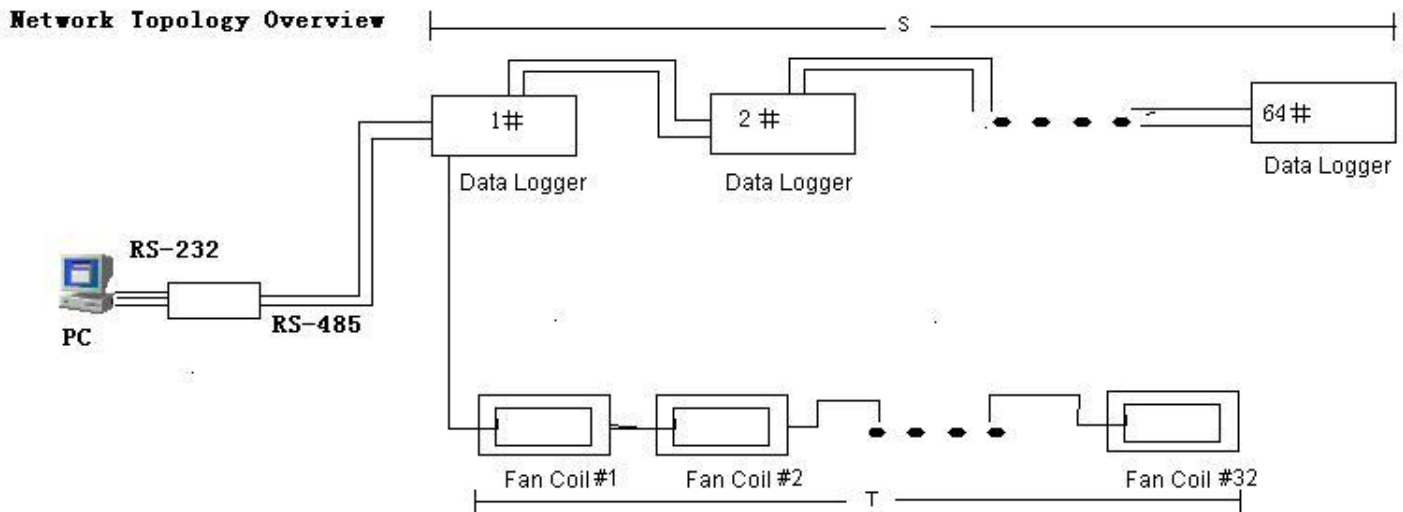 Network Topology Overview
S
1#
2 #
64#
Data Logger
Data Logger
Data Logger
RS-232
RS-485
PC
Fan Coil #1
Fan Coil #2
Fan Coil #32
T